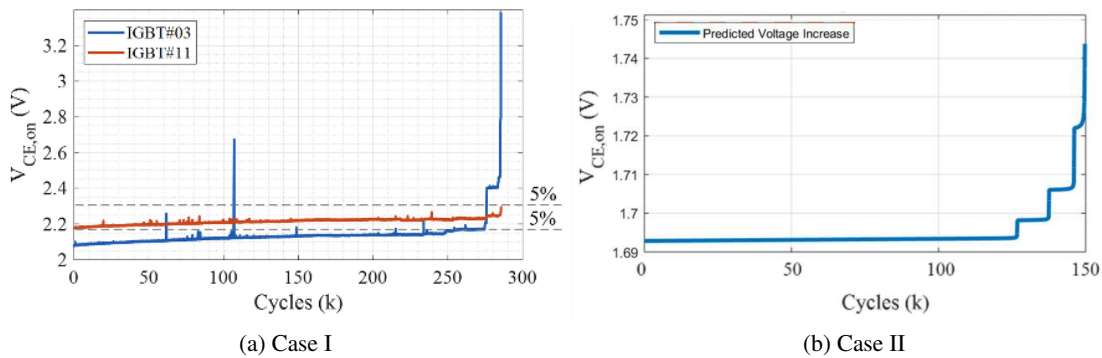 IGBT#03
IGBT#11
V_CE,on (V)
3.4
3.2
3
2.8
2.6
2.4
2.2
2
5%
5%
0 50 100 150 200 250 300
Cycles (k)
(a) Case I
Predicted Voltage Increase
V_CE,on (V)
1.75
1.74
1.73
1.72
1.71
1.7
1.69
0 50 100 150
Cycles (k)
(b) Case II